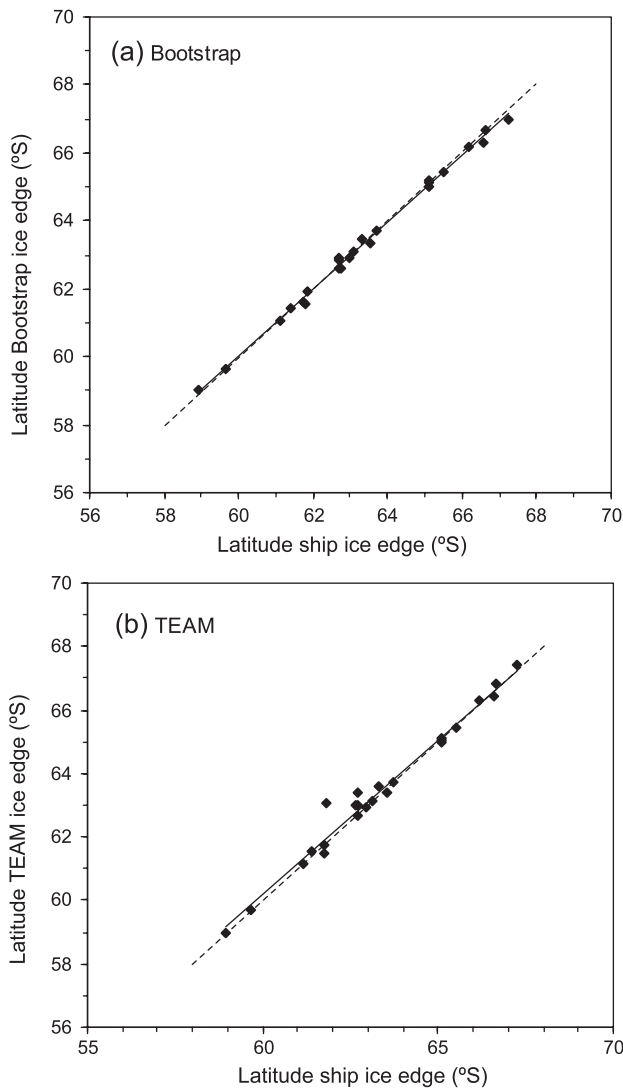 70
(a) Bootstrap
68
66
64
62
60
58
56
56 60 62 64 66 68 70
Latitude Bootstrap ice edge (ºS)
Latitude ship ice edge (ºS)
70
(b) TEAM
68
66
64
62
60
58
56
55 60 65 70
Latitude TEAM ice edge (ºS)
Latitude ship ice edge (ºS)